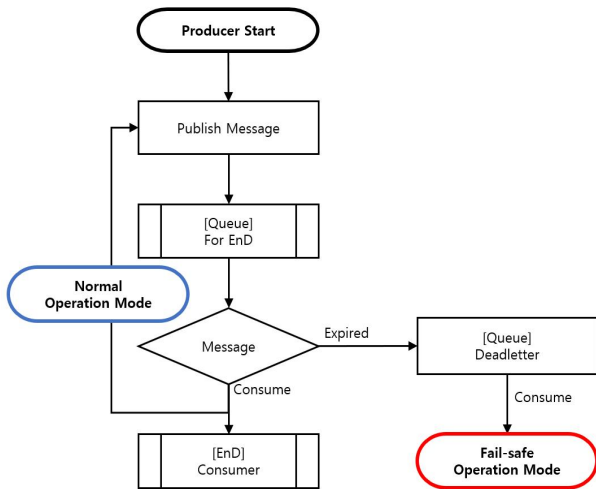 Producer Start
Publish Message
[Queue]
For EnD
Normal
Operation Mode
Message
Expired
[Queue]
Deadletter
Consume
Consume
[EnD]
Consumer
Fail-safe
Operation Mode